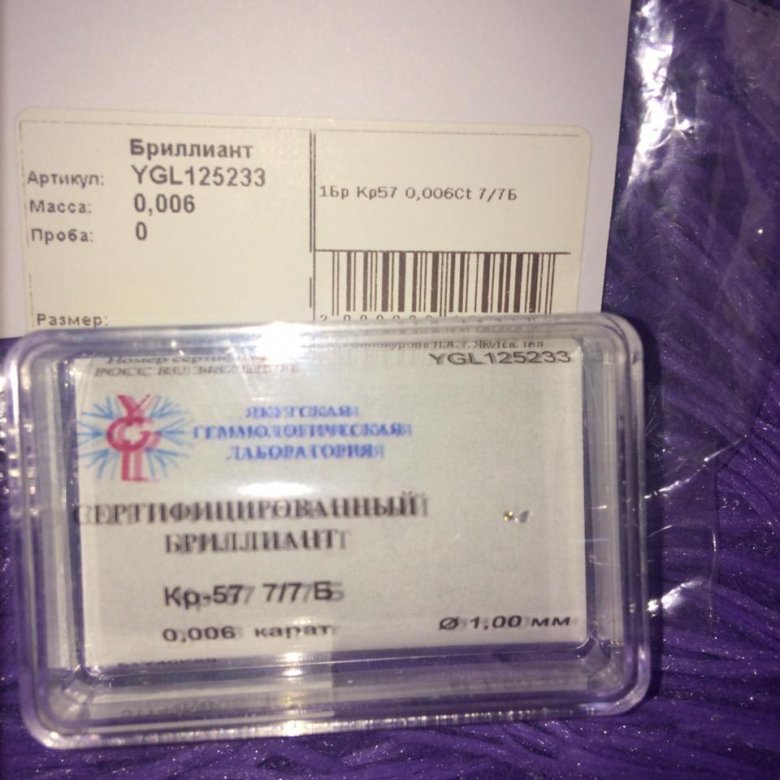 Бриллиант
Артикул: YGL125233
Масса: 0,006
Проба: 0
Размер:
1Бр Кр57 0,006Ct 7/7Б
YGL125233
ЯКУТСКАЯ
ГЕММОЛОГИЧЕСКАЯ
ЛАБОРАТОРИЯ
СЕРТИФИЦИРОВАННЫЙ
БРИЛЛИАНТ
Кр-57 7/7 Б
0,006 карат
Ø 1,00 мм